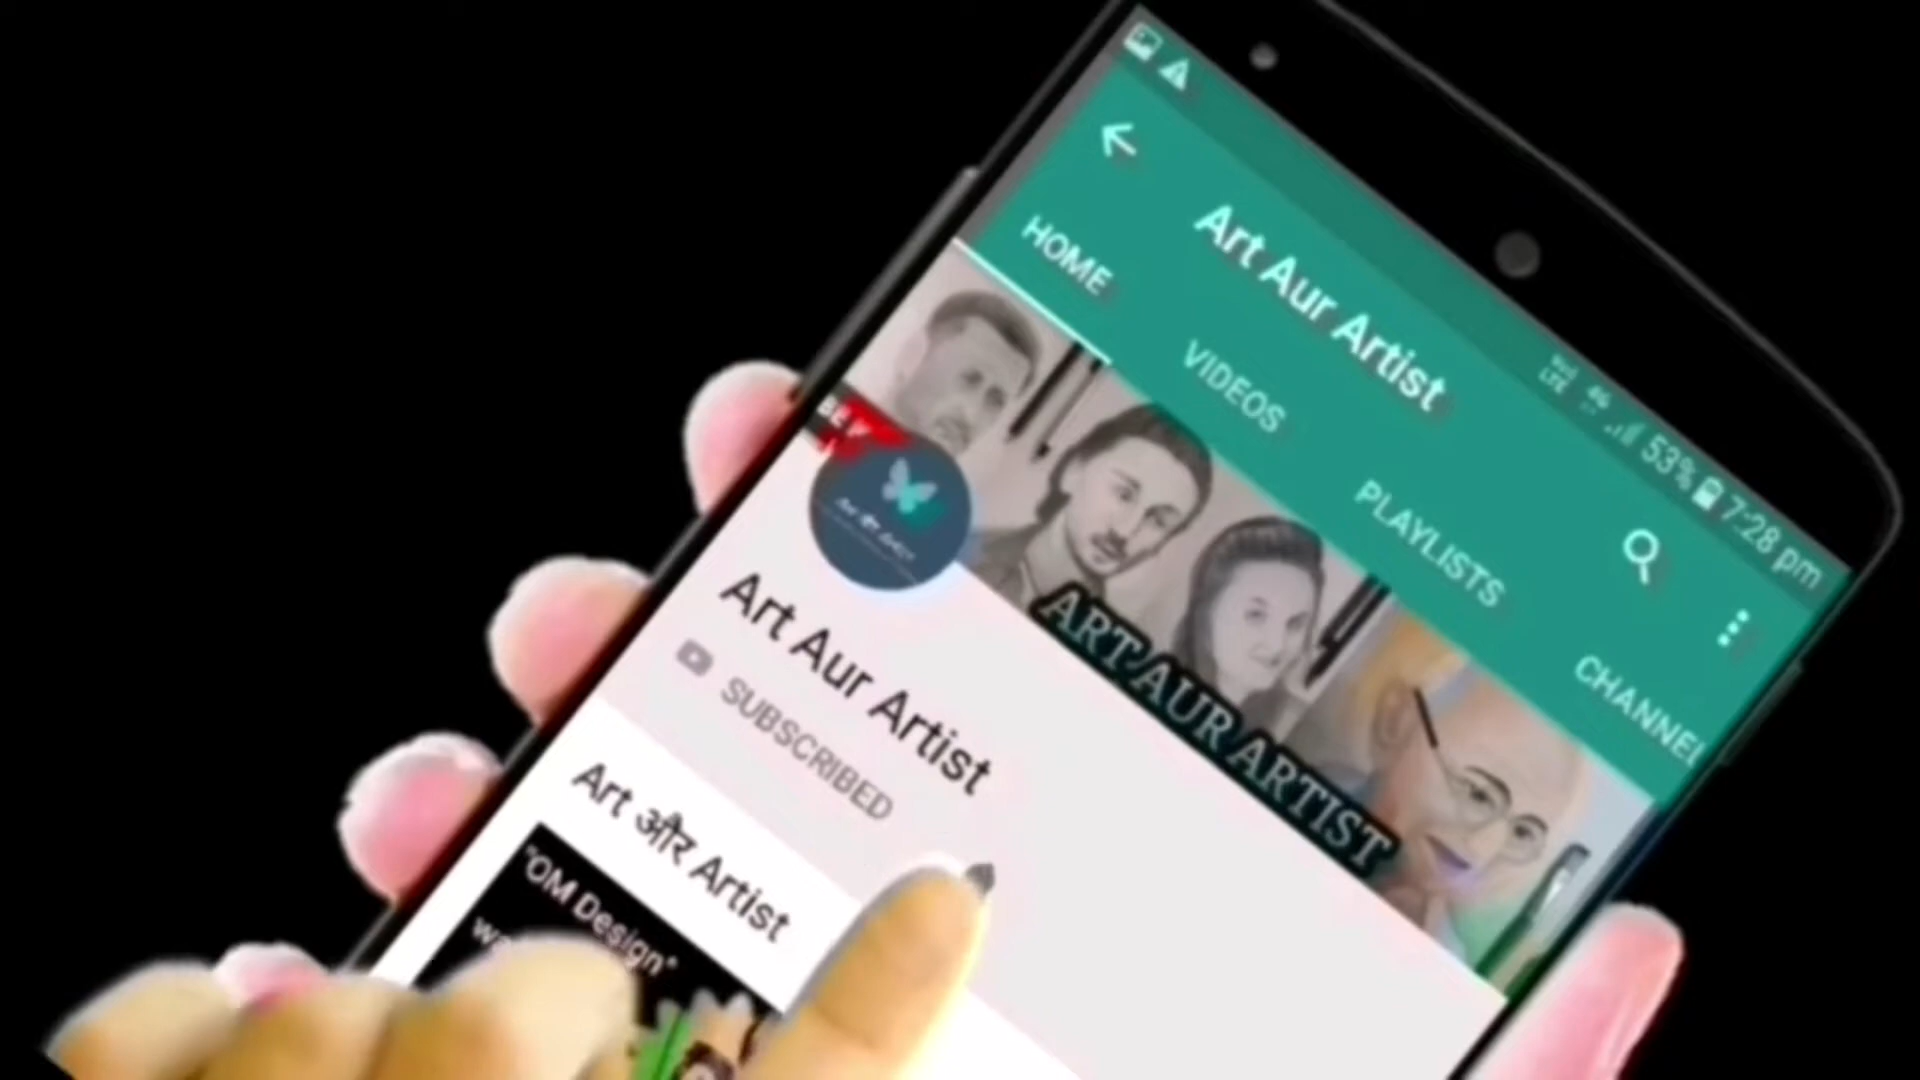 53% 7:28 pm
Art Aur Artist
HOME VIDEOS PLAYLISTS CHANNEL
ART AUR ARTIST
Art Aur Artist
SUBSCRIBED
Art और Artist
"OM Design"